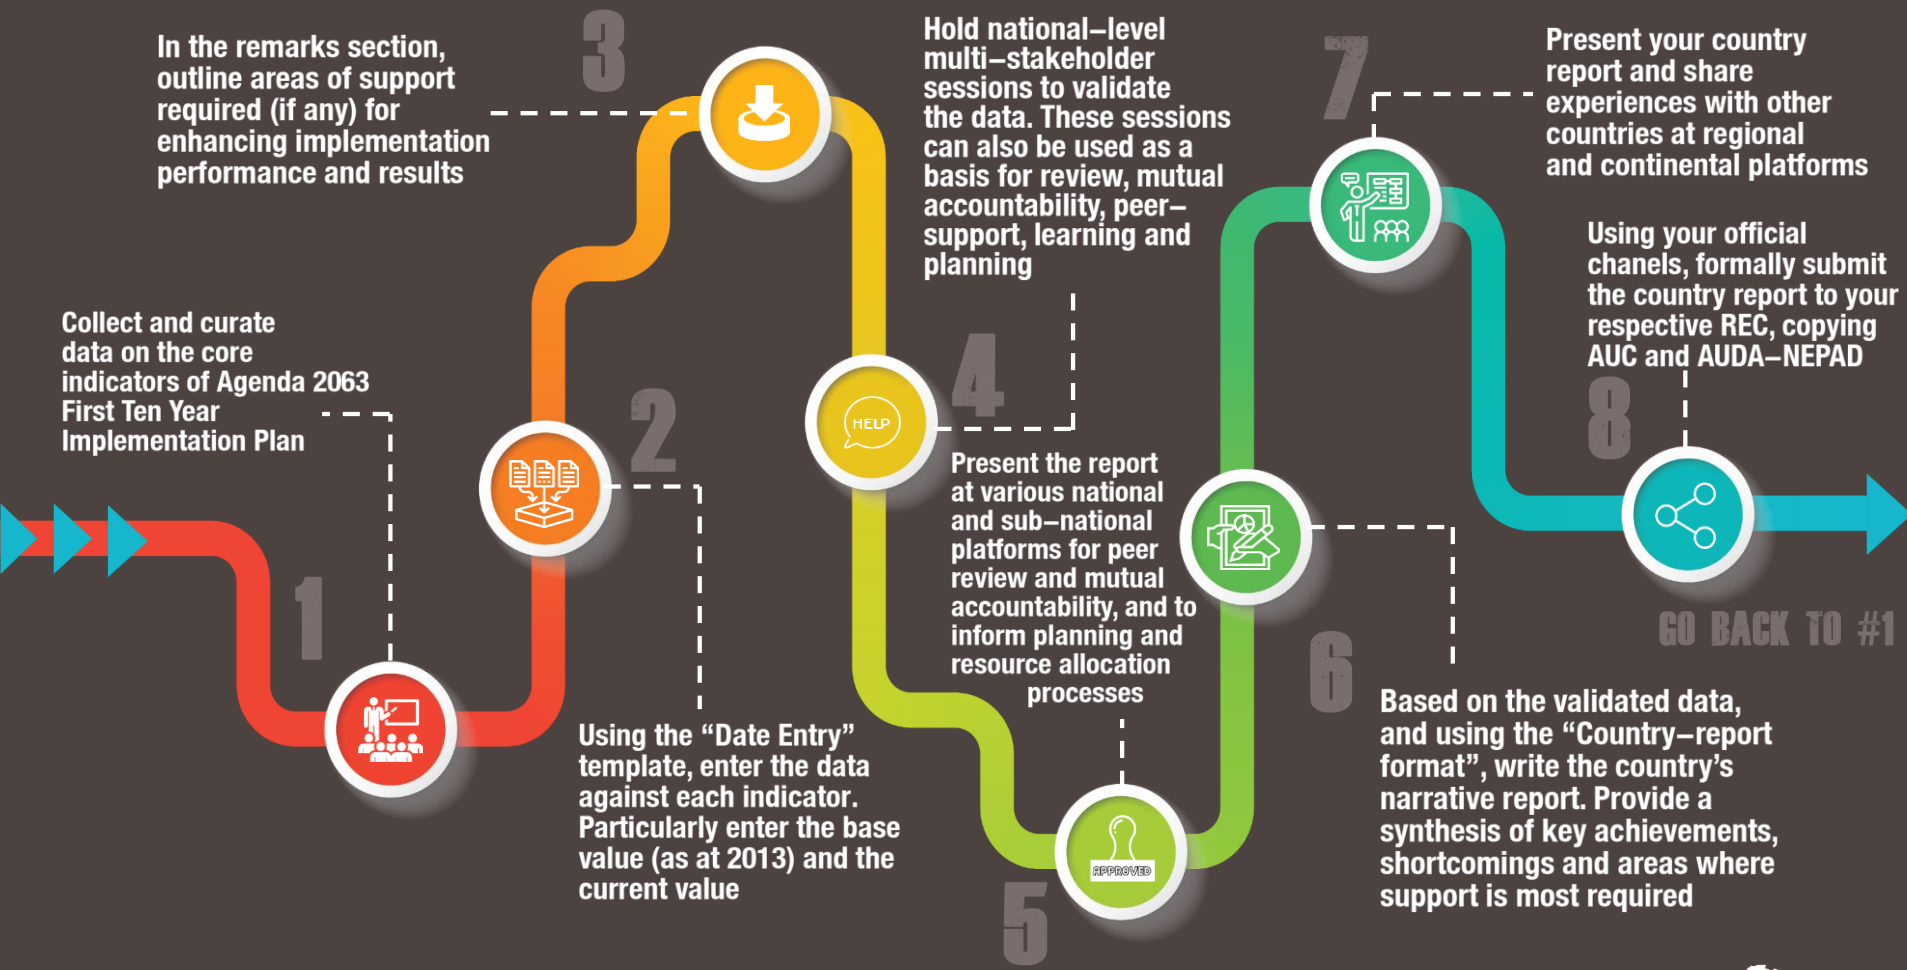 1
Collect and curate
data on the core
indicators of Agenda 2063
First Ten Year
Implementation Plan
2
Using the “Date Entry”
template, enter the data
against each indicator.
Particularly enter the base
value (as at 2013) and the
current value
3
In the remarks section,
outline areas of support
required (if any) for
enhancing implementation
performance and results
4
Hold national–level
multi–stakeholder
sessions to validate
the data. These sessions
can also be used as a
basis for review, mutual
accountability, peer–
support, learning and
planning
HELP
5
Present the report
at various national
and sub–national
platforms for peer
review and mutual
accountability, and to
inform planning and
resource allocation
processes
APPROVED
6
Based on the validated data,
and using the “Country–report
format”, write the country’s
narrative report. Provide a
synthesis of key achievements,
shortcomings and areas where
support is most required
7
Present your country
report and share
experiences with other
countries at regional
and continental platforms
8
Using your official
chanels, formally submit
the country report to your
respective REC, copying
AUC and AUDA–NEPAD
GO BACK TO #1